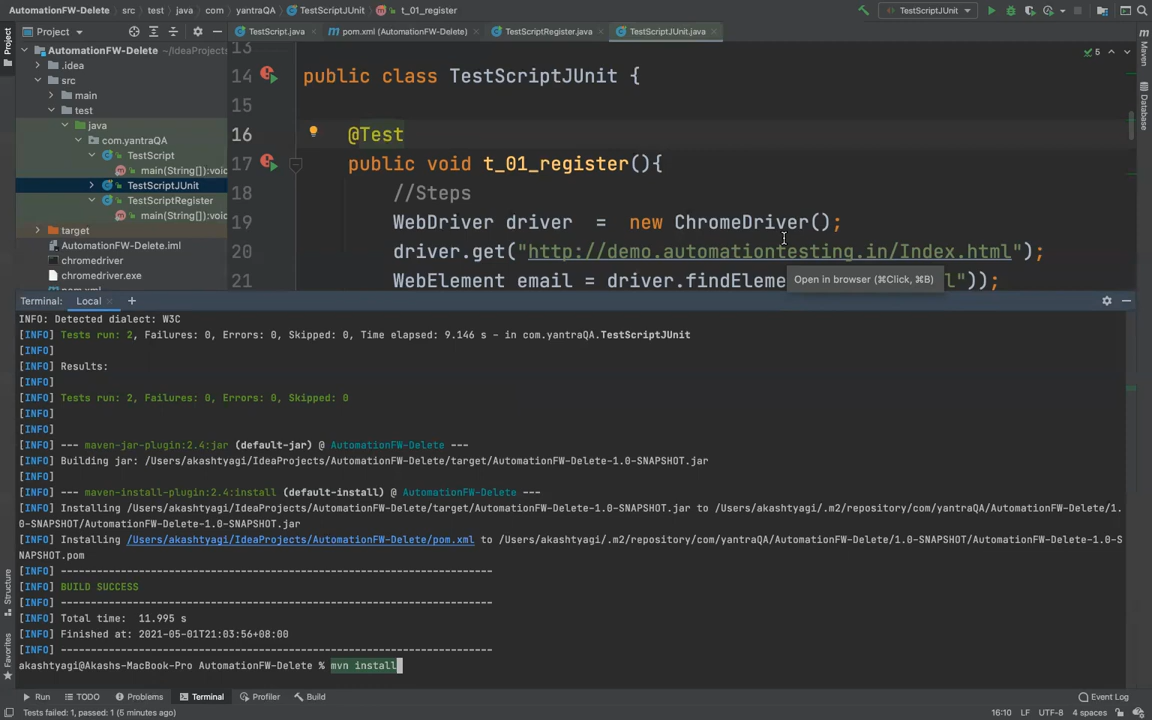 AutomationFW-Delete
src
test
java
com
yantraQA
TestScriptJUnit
t_01_register
TestScriptJUnit
Project
TestScript.java
pom.xml (AutomationFW-Delete)
TestScriptRegister.java
TestScriptJUnit.java
AutomationFW-Delete ~/IdeaProjects
.idea
src
main
test
java
com.yantraQA
TestScript
main(String[]):void
TestScriptJUnit
TestScriptRegister
main(String[]):void
target
AutomationFW-Delete.iml
chromedriver
chromedriver.exe
Project
Structure
Favorites
Maven
Database
5
13
14 public class TestScriptJUnit {
15
16 @Test
17 public void t_01_register(){
18 //Steps
19 WebDriver driver = new ChromeDriver();
20 driver.get("http://demo.automationtesting.in/Index.html");
21 WebElement email = driver.findEleme l"));
Open in browser (⌘Click, ⌘B)
Terminal: Local × +
INFO: Detected dialect: W3C
[INFO] Tests run: 2, Failures: 0, Errors: 0, Skipped: 0, Time elapsed: 9.146 s - in com.yantraQA.TestScriptJUnit
[INFO]
[INFO] Results:
[INFO]
[INFO] Tests run: 2, Failures: 0, Errors: 0, Skipped: 0
[INFO]
[INFO]
[INFO] --- maven-jar-plugin:2.4:jar (default-jar) @ AutomationFW-Delete ---
[INFO] Building jar: /Users/akashtyagi/IdeaProjects/AutomationFW-Delete/target/AutomationFW-Delete-1.0-SNAPSHOT.jar
[INFO]
[INFO] --- maven-install-plugin:2.4:install (default-install) @ AutomationFW-Delete ---
[INFO] Installing /Users/akashtyagi/IdeaProjects/AutomationFW-Delete/target/AutomationFW-Delete-1.0-SNAPSHOT.jar to /Users/akashtyagi/.m2/repository/com/yantraQA/AutomationFW-Delete/1.
0-SNAPSHOT/AutomationFW-Delete-1.0-SNAPSHOT.jar
[INFO] Installing /Users/akashtyagi/IdeaProjects/AutomationFW-Delete/pom.xml to /Users/akashtyagi/.m2/repository/com/yantraQA/AutomationFW-Delete/1.0-SNAPSHOT/AutomationFW-Delete-1.0-S
NAPSHOT.pom
[INFO] ------------------------------------------------------------------------
[INFO] BUILD SUCCESS
[INFO] ------------------------------------------------------------------------
[INFO] Total time: 11.995 s
[INFO] Finished at: 2021-05-01T21:03:56+08:00
[INFO] ------------------------------------------------------------------------
akashtyagi@Akashs-MacBook-Pro AutomationFW-Delete % mvn install
Run
TODO
Problems
Terminal
Profiler
Build
Event Log
Tests failed: 1, passed: 1 (5 minutes ago)
16:10 LF UTF-8 4 spaces